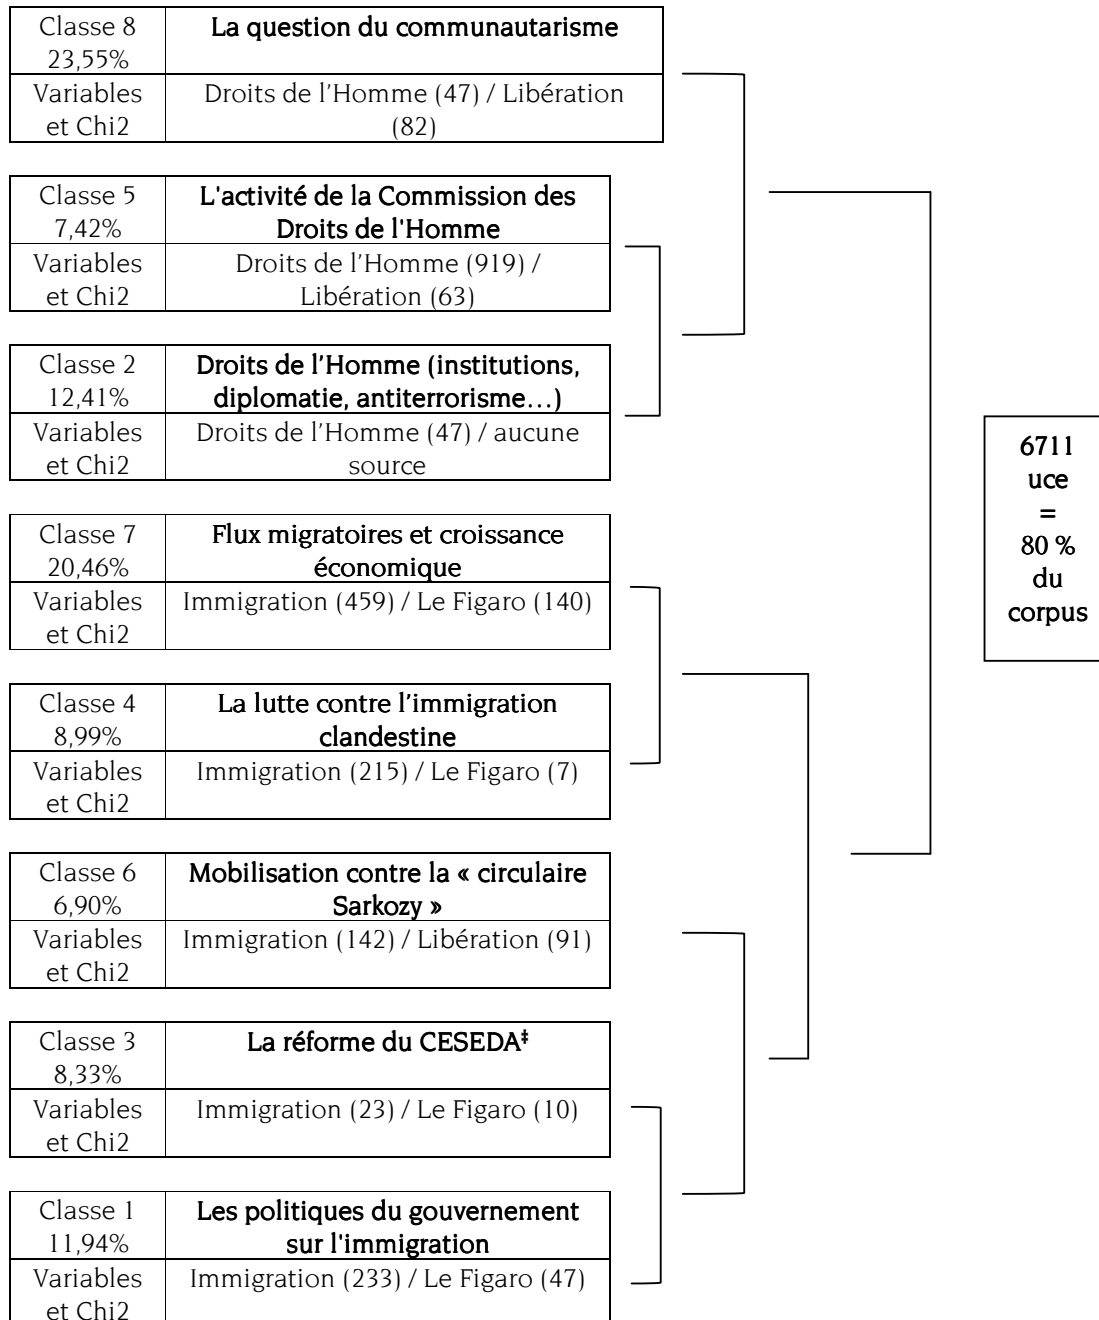 Classe 8
23,55%
La question du communautarisme
Variables
et Chi2
Droits de l’Homme (47) / Libération
(82)
Classe 5
7,42%
L'activité de la Commission des
Droits de l'Homme
Variables
et Chi2
Droits de l’Homme (919) /
Libération (63)
Classe 2
12,41%
Droits de l’Homme (institutions,
diplomatie, antiterrorisme…)
Variables
et Chi2
Droits de l’Homme (47) / aucune
source
Classe 7
20,46%
Flux migratoires et croissance
économique
Variables
et Chi2
Immigration (459) / Le Figaro (140)
Classe 4
8,99%
La lutte contre l’immigration
clandestine
Variables
et Chi2
Immigration (215) / Le Figaro (7)
Classe 6
6,90%
Mobilisation contre la « circulaire
Sarkozy »
Variables
et Chi2
Immigration (142) / Libération (91)
Classe 3
8,33%
La réforme du CESEDA‡
Variables
et Chi2
Immigration (23) / Le Figaro (10)
Classe 1
11,94%
Les politiques du gouvernement
sur l'immigration
Variables
et Chi2
Immigration (233) / Le Figaro (47)
6711
uce
=
80 %
du
corpus